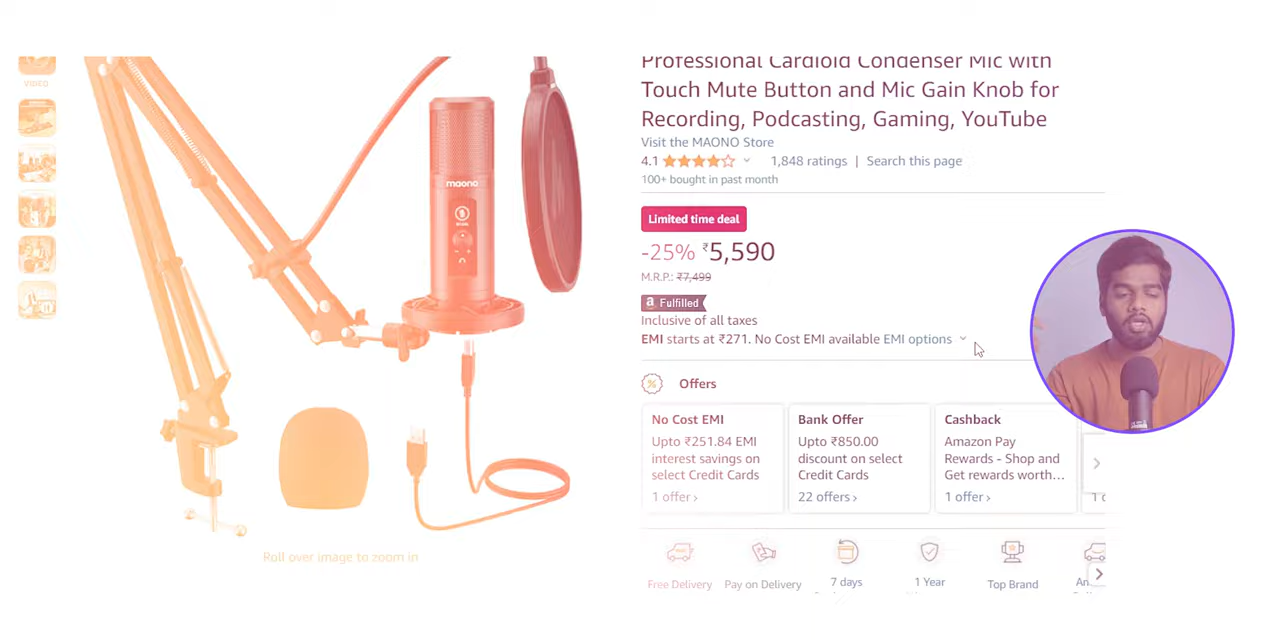 VIDEO
maono
Roll over image to zoom in
Professional Cardioid Condenser Mic with
Touch Mute Button and Mic Gain Knob for
Recording, Podcasting, Gaming, YouTube
Visit the MAONO Store
4.1 1,848 ratings | Search this page
100+ bought in past month
Limited time deal
-25% ₹5,590
M.R.P.: ₹7,499
a Fulfilled
Inclusive of all taxes
EMI starts at ₹271. No Cost EMI available EMI options
% Offers
No Cost EMI
Upto ₹251.84 EMI
interest savings on
select Credit Cards
1 offer ›
Bank Offer
Upto ₹850.00
discount on select
Credit Cards
22 offers ›
Cashback
Amazon Pay
Rewards - Shop and
Get rewards worth...
1 offer ›
Free Delivery
Pay on Delivery
7 days
1 Year
Top Brand